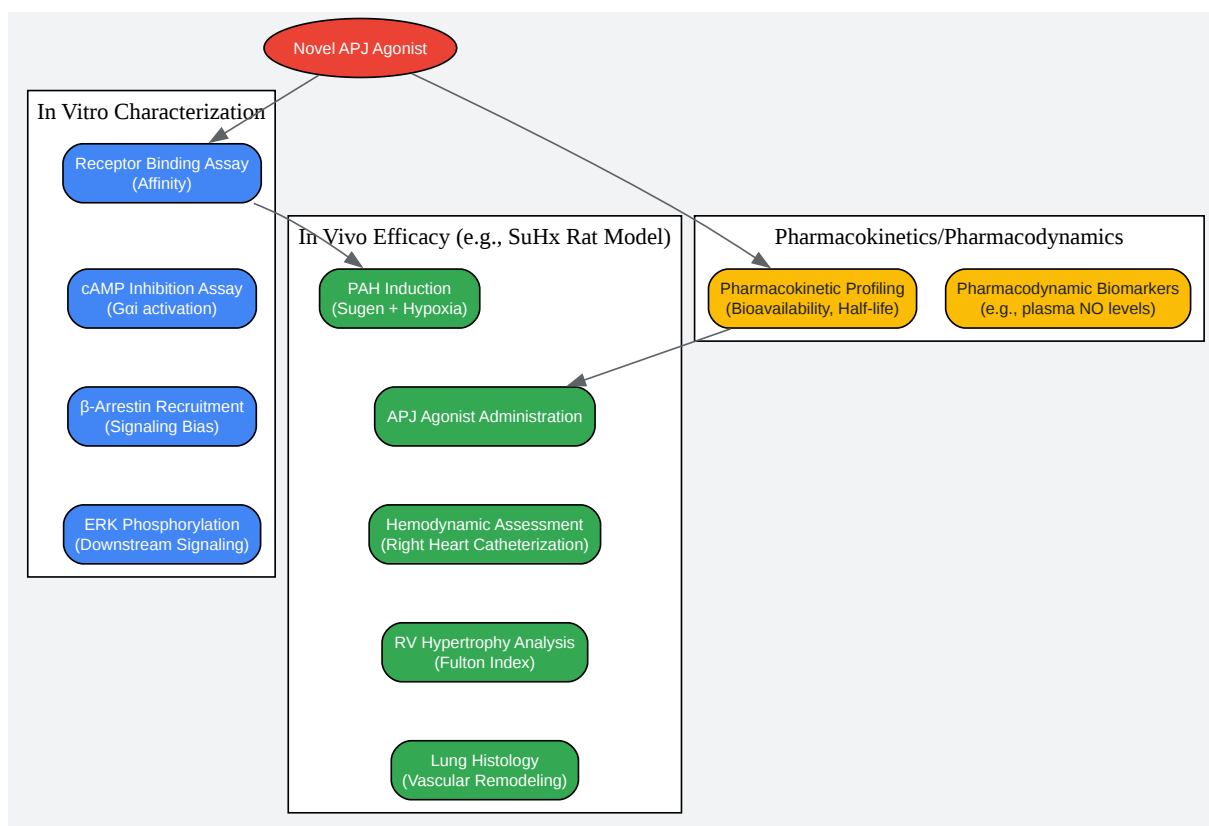 Novel APJ Agonist
In Vitro Characterization
Receptor Binding Assay
(Affinity)
cAMP Inhibition Assay
(Gαi activation)
β-Arrestin Recruitment
(Signaling Bias)
ERK Phosphorylation
(Downstream Signaling)
In Vivo Efficacy (e.g., SuHx Rat Model)
PAH Induction
(Sugen + Hypoxia)
APJ Agonist Administration
Hemodynamic Assessment
(Right Heart Catheterization)
RV Hypertrophy Analysis
(Fulton Index)
Lung Histology
(Vascular Remodeling)
Pharmacokinetics/Pharmacodynamics
Pharmacokinetic Profiling
(Bioavailability, Half-life)
Pharmacodynamic Biomarkers
(e.g., plasma NO levels)